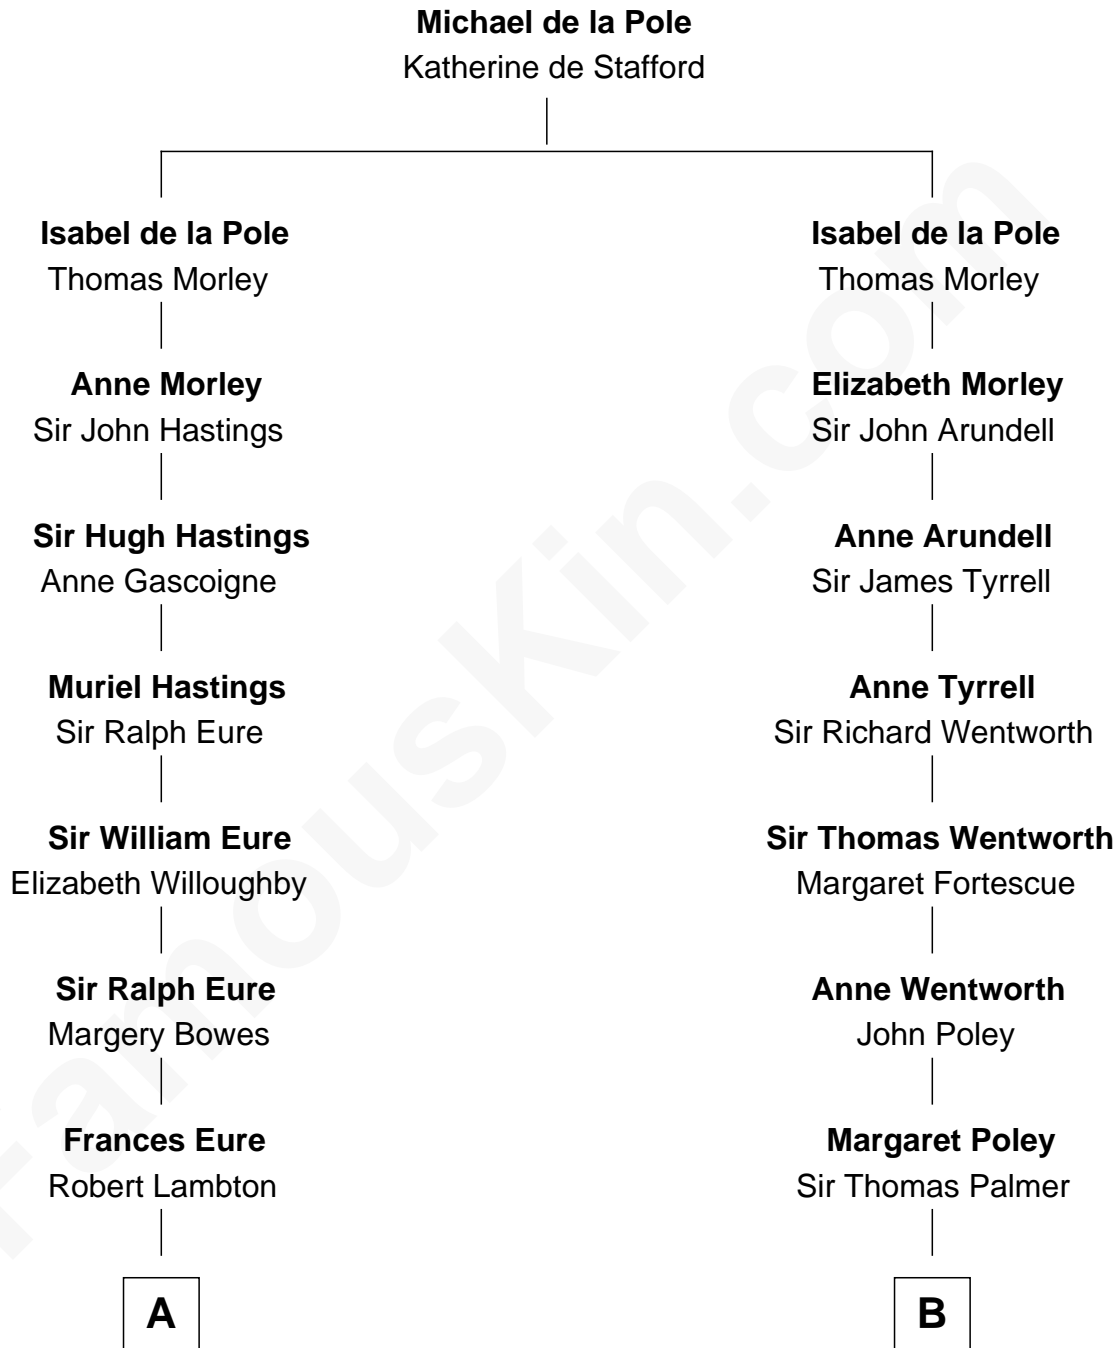 Michael de la Pole
Katherine de Stafford
Isabel de la Pole
Thomas Morley
Isabel de la Pole
Thomas Morley
Anne Morley
Sir John Hastings
Elizabeth Morley
Sir John Arundell
Sir Hugh Hastings
Anne Gascoigne
Anne Arundell
Sir James Tyrrell
Muriel Hastings
Sir Ralph Eure
Anne Tyrrell
Sir Richard Wentworth
Sir William Eure
Elizabeth Willoughby
Sir Thomas Wentworth
Margaret Fortescue
Sir Ralph Eure
Margery Bowes
Anne Wentworth
John Poley
Frances Eure
Robert Lambton
Margaret Poley
Sir Thomas Palmer
A
B
FamousKin.com